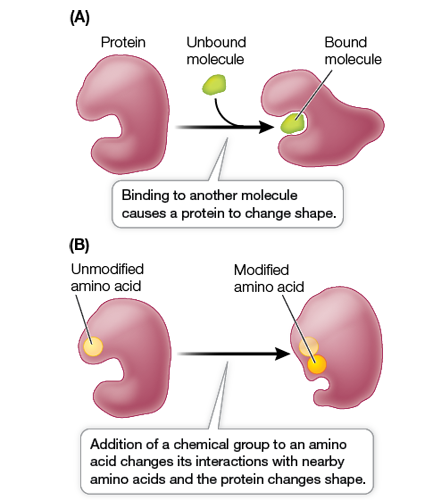 (A)
Protein
Unbound
molecule
Bound
molecule
Binding to another molecule
causes a protein to change shape.
(B)
Unmodified
amino acid
Modified
amino acid
Addition of a chemical group to an amino
acid changes its interactions with nearby
amino acids and the protein changes shape.